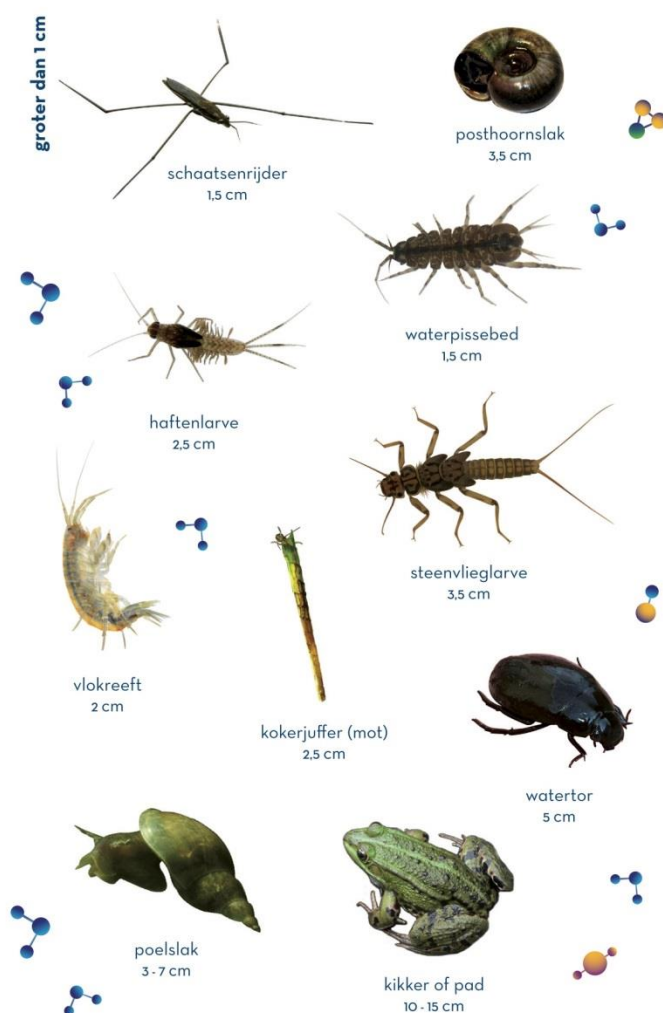 groter dan 1 cm
schaatsenrijder
1,5 cm
posthoornslak
3,5 cm
waterpissebed
1,5 cm
haftenlarve
2,5 cm
steenvlieglarve
3,5 cm
vlokreeft
2 cm
kokerjuffer (mot)
2,5 cm
watertor
5 cm
poelslak
3 - 7 cm
kikker of pad
10 - 15 cm